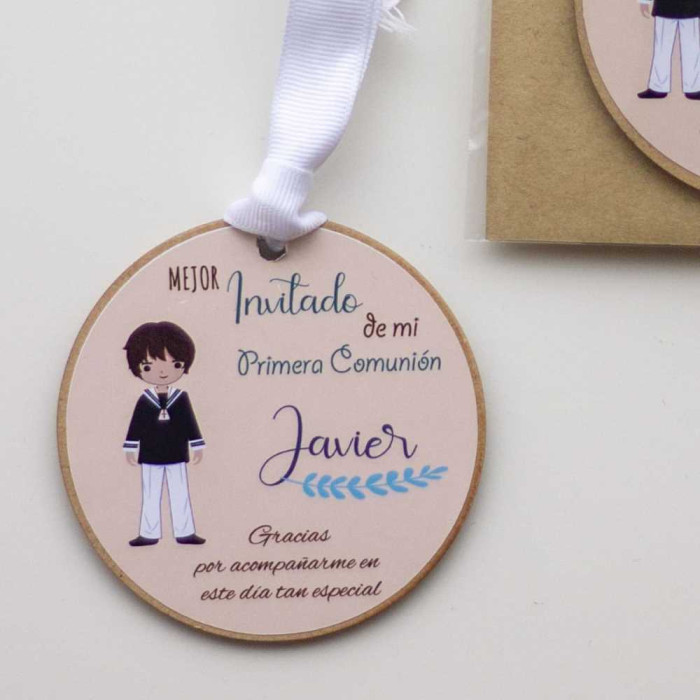 MEJOR Invitado
de mi
Primera Comunión
Javier
Gracias
por acompañarme en
este día tan especial